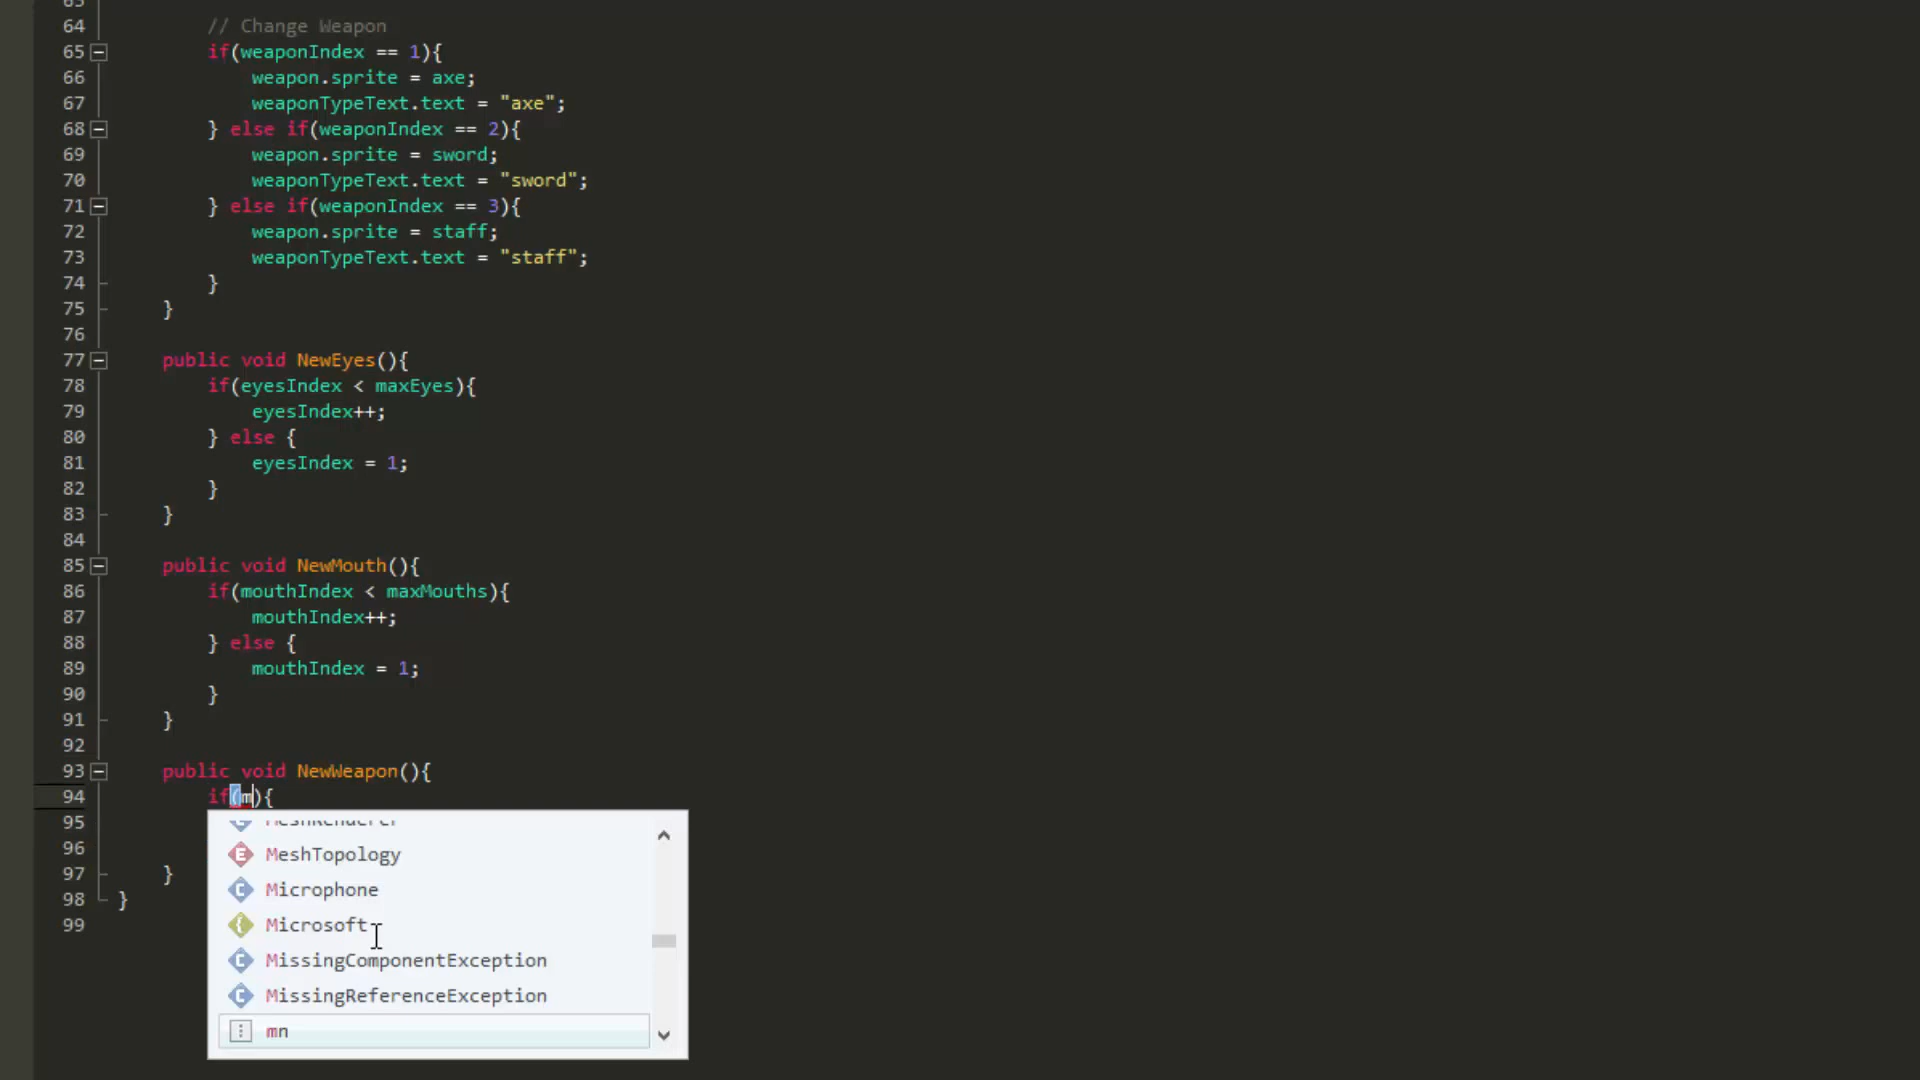 63
64 // Change Weapon
65 if(weaponIndex == 1){
66 weapon.sprite = axe;
67 weaponTypeText.text = "axe";
68 } else if(weaponIndex == 2){
69 weapon.sprite = sword;
70 weaponTypeText.text = "sword";
71 } else if(weaponIndex == 3){
72 weapon.sprite = staff;
73 weaponTypeText.text = "staff";
74 }
75 }
76
77 public void NewEyes(){
78 if(eyesIndex < maxEyes){
79 eyesIndex++;
80 } else {
81 eyesIndex = 1;
82 }
83 }
84
85 public void NewMouth(){
86 if(mouthIndex < maxMouths){
87 mouthIndex++;
88 } else {
89 mouthIndex = 1;
90 }
91 }
92
93 public void NewWeapon(){
94 if(m){
95
96
97 }
98 }
99
MeshRenderer
MeshTopology
Microphone
Microsoft
MissingComponentException
MissingReferenceException
mn